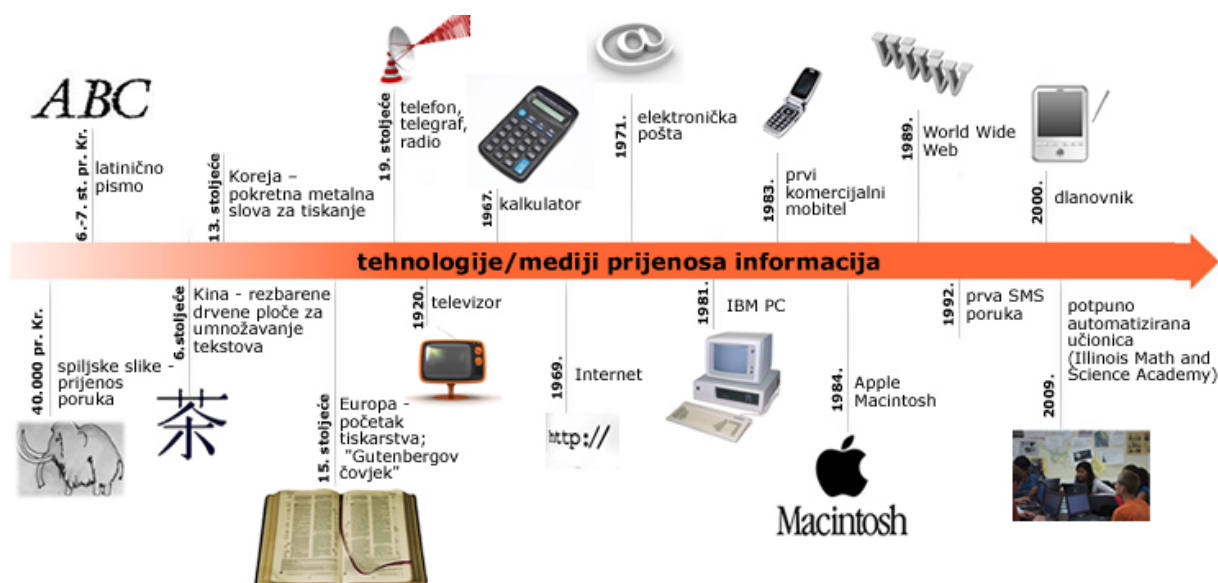 ABC
6.-7. st. pr. Kr.
latinično
pismo
13. stoljeće
Koreja –
pokretna metalna
slova za tiskanje
19. stoljeće
telefon,
telegraf,
radio
1967.
kalkulator
@
1971.
elektronička
pošta
1983.
prvi
komercijalni
mobitel
WWW
1989.
World Wide
Web
2000.
dlanovnik
tehnologije/mediji prijenosa informacija
40.000 pr. Kr.
spiljske slike -
prijenos
poruka
6.stoljeće
Kina - rezbarene
drvene ploče za
umnožavanje
tekstova
茶
15. stoljeće
Europa -
početak
tiskarstva;
"Gutenbergov
čovjek"
1920.
televizor
1969.
Internet
http://
1981.
IBM PC
1984.
Apple
Macintosh
Macintosh
1992.
prva SMS
poruka
2009.
potpuno
automatizirana
učionica
(Illinois Math and
Science Academy)